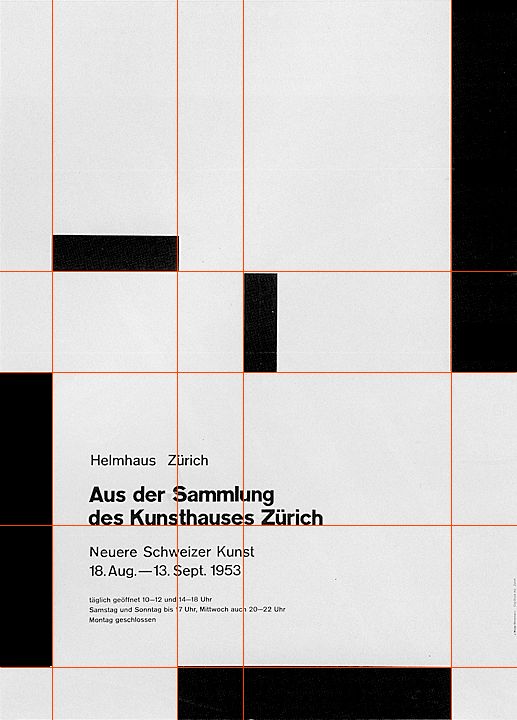 Helmhaus Zürich
Aus der Sammlung
des Kunsthauses Zürich
Neuere Schweizer Kunst
18. Aug.—13. Sept. 1953
täglich geöffnet 10—12 und 14—18 Uhr
Samstag und Sonntag bis 17 Uhr, Mittwoch auch 20—22 Uhr
Montag geschlossen